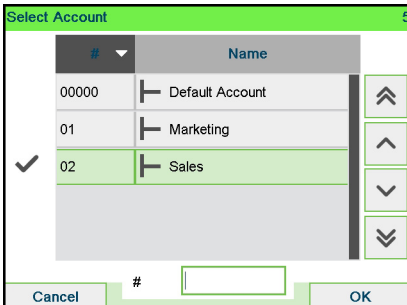 Select Account 5
# Name
00000 Default Account
01 Marketing
02 Sales
#
Cancel OK